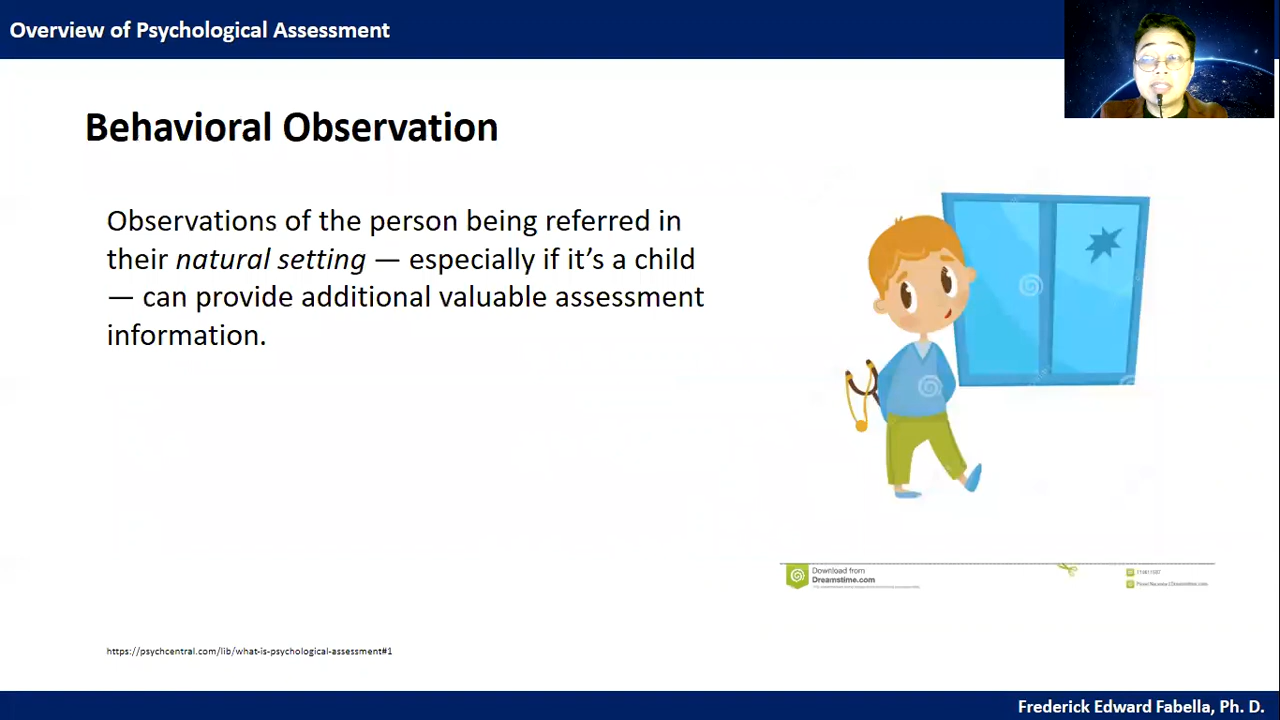 Overview of Psychological Assessment
Behavioral Observation
Observations of the person being referred in
their natural setting — especially if it’s a child
— can provide additional valuable assessment
information.
Download from
Dreamstime.com
https://psychcentral.com/lib/what-is-psychological-assessment#1
Frederick Edward Fabella, Ph. D.